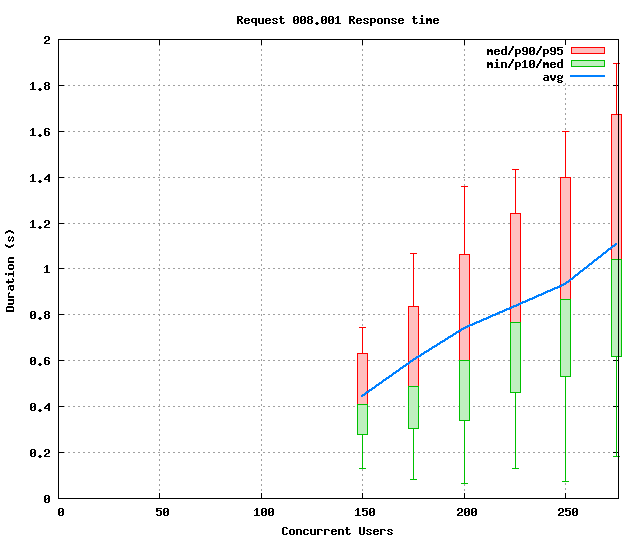 Request 008.001 Response time
med/p90/p95
min/p10/med
avg
2
1.8
1.6
1.4
1.2
1
0.8
0.6
0.4
0.2
0
Duration (s)
0 50 100 150 200 250
Concurrent Users